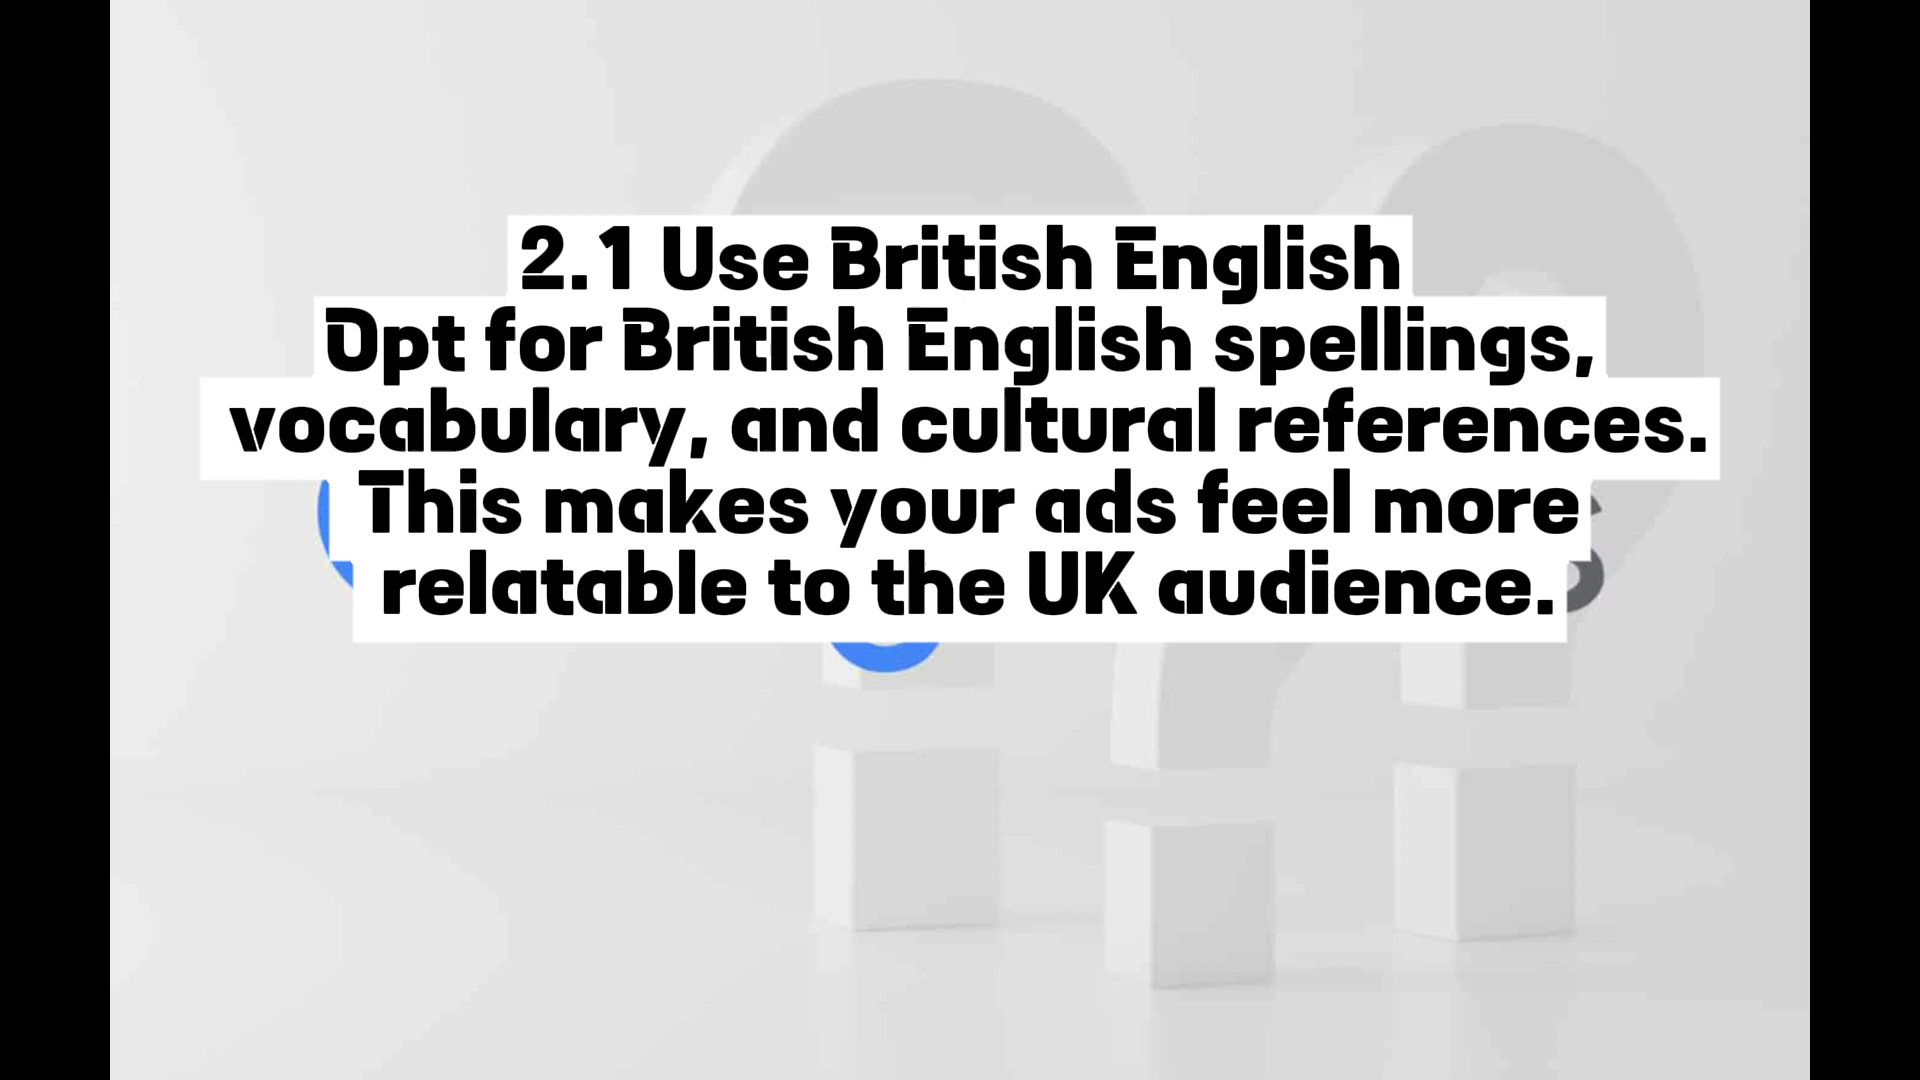 2.1 Use British English
Opt for British English spellings,
vocabulary, and cultural references.
This makes your ads feel more
relatable to the UK audience.